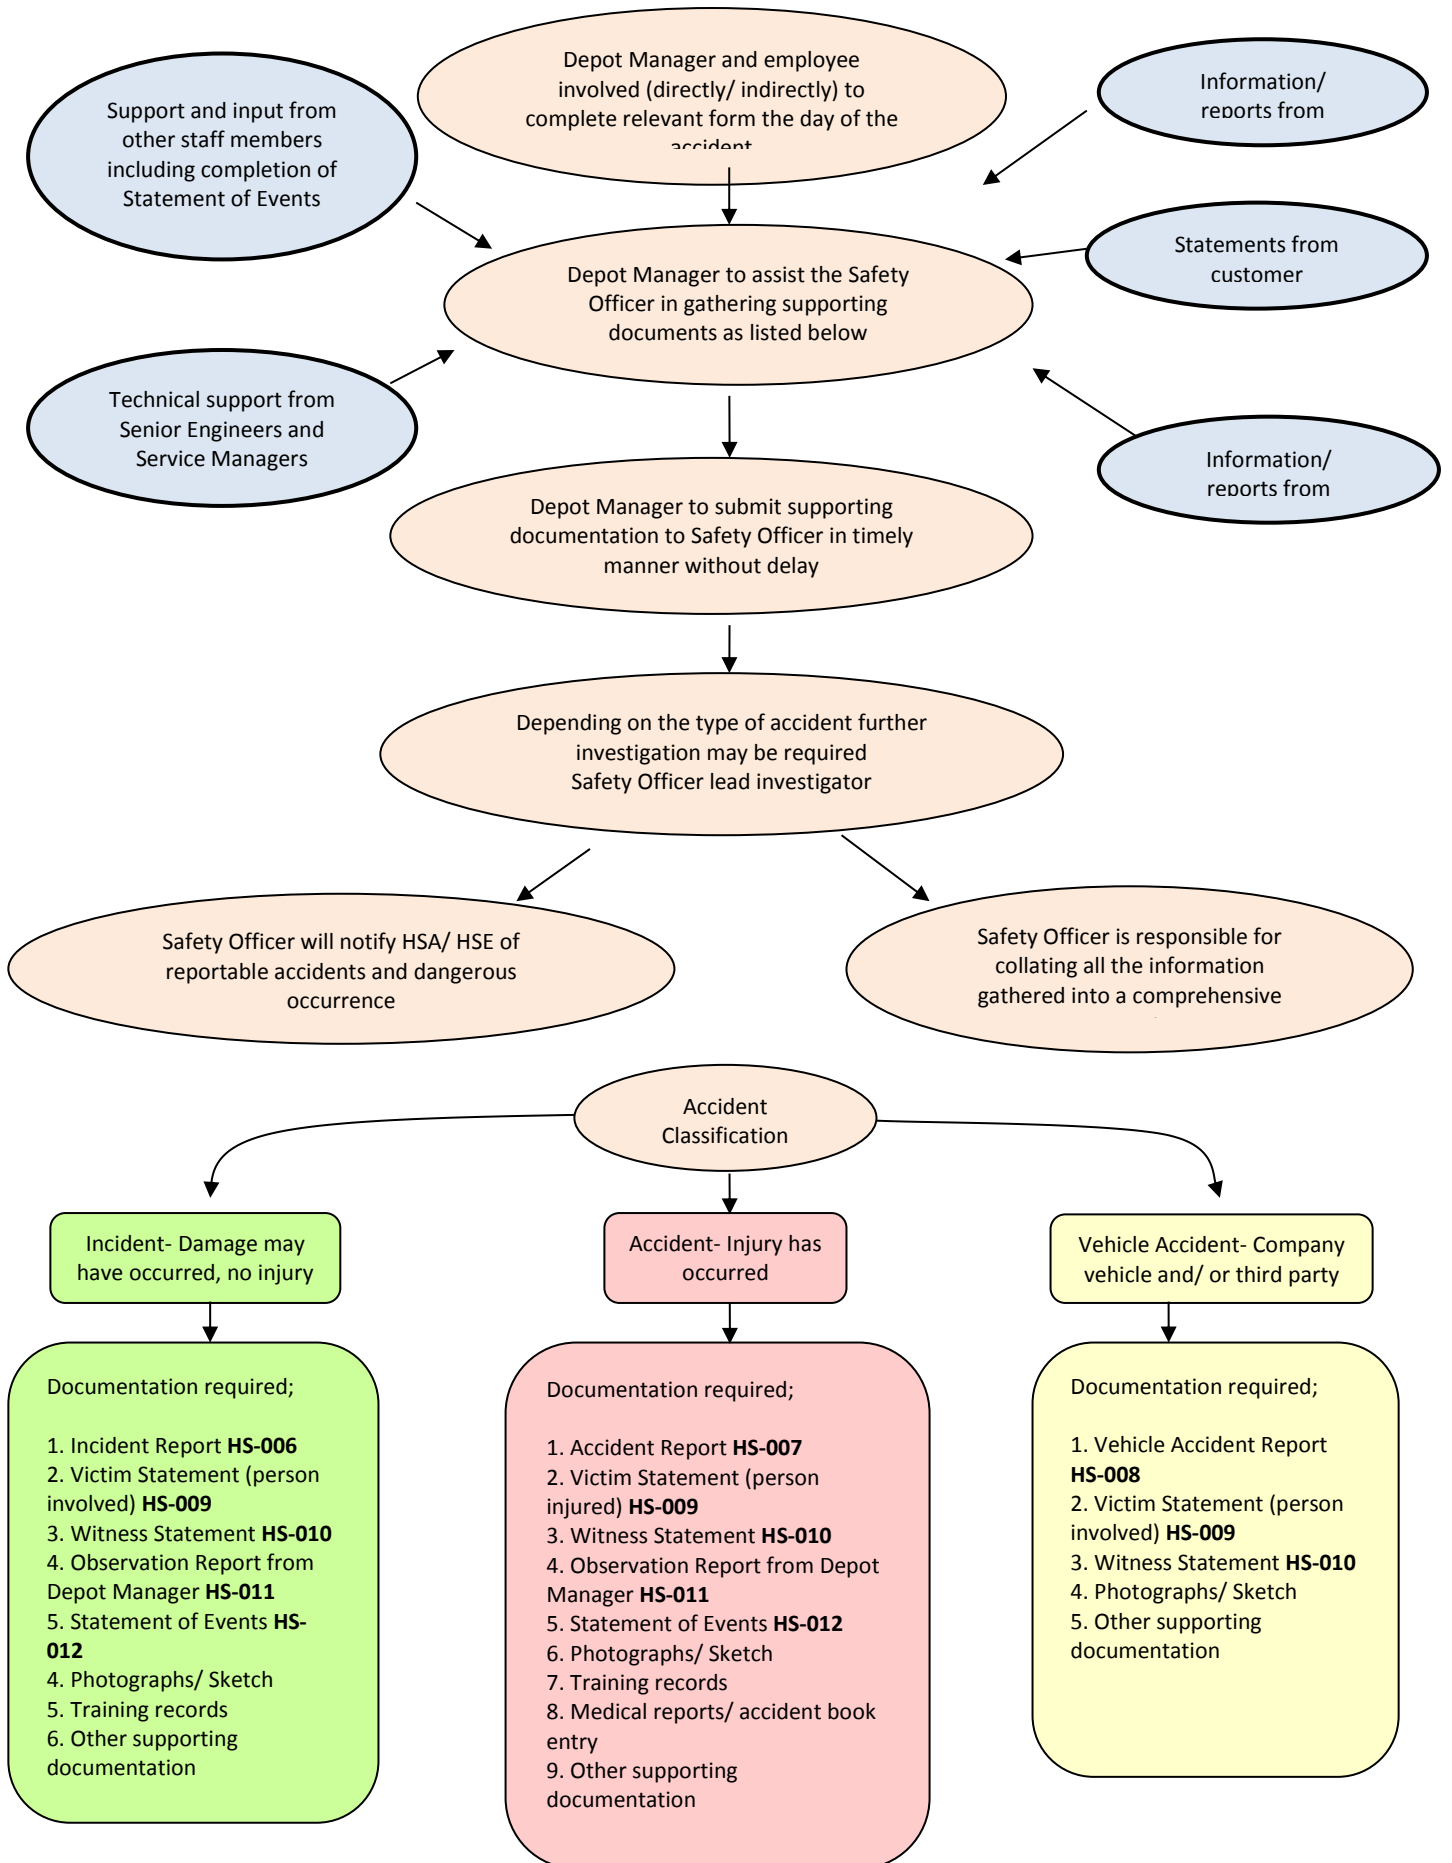 Depot Manager and employee
involved (directly/ indirectly) to
complete relevant form the day of the
accident
Support and input from
other staff members
including completion of
Statement of Events
Information/
reports from
Depot Manager to assist the Safety
Officer in gathering supporting
documents as listed below
Statements from
customer
Technical support from
Senior Engineers and
Service Managers
Information/
reports from
Depot Manager to submit supporting
documentation to Safety Officer in timely
manner without delay
Depending on the type of accident further
investigation may be required
Safety Officer lead investigator
Safety Officer will notify HSA/ HSE of
reportable accidents and dangerous
occurrence
Safety Officer is responsible for
collating all the information
gathered into a comprehensive
Accident
Classification
Incident- Damage may
have occurred, no injury
Accident- Injury has
occurred
Vehicle Accident- Company
vehicle and/ or third party
Documentation required;
1. Incident Report HS-006
2. Victim Statement (person
involved) HS-009
3. Witness Statement HS-010
4. Observation Report from
Depot Manager HS-011
5. Statement of Events HS-
012
4. Photographs/ Sketch
5. Training records
6. Other supporting
documentation
Documentation required;
1. Accident Report HS-007
2. Victim Statement (person
injured) HS-009
3. Witness Statement HS-010
4. Observation Report from Depot
Manager HS-011
5. Statement of Events HS-012
6. Photographs/ Sketch
7. Training records
8. Medical reports/ accident book
entry
9. Other supporting
documentation
Documentation required;
1. Vehicle Accident Report
HS-008
2. Victim Statement (person
involved) HS-009
3. Witness Statement HS-010
4. Photographs/ Sketch
5. Other supporting
documentation